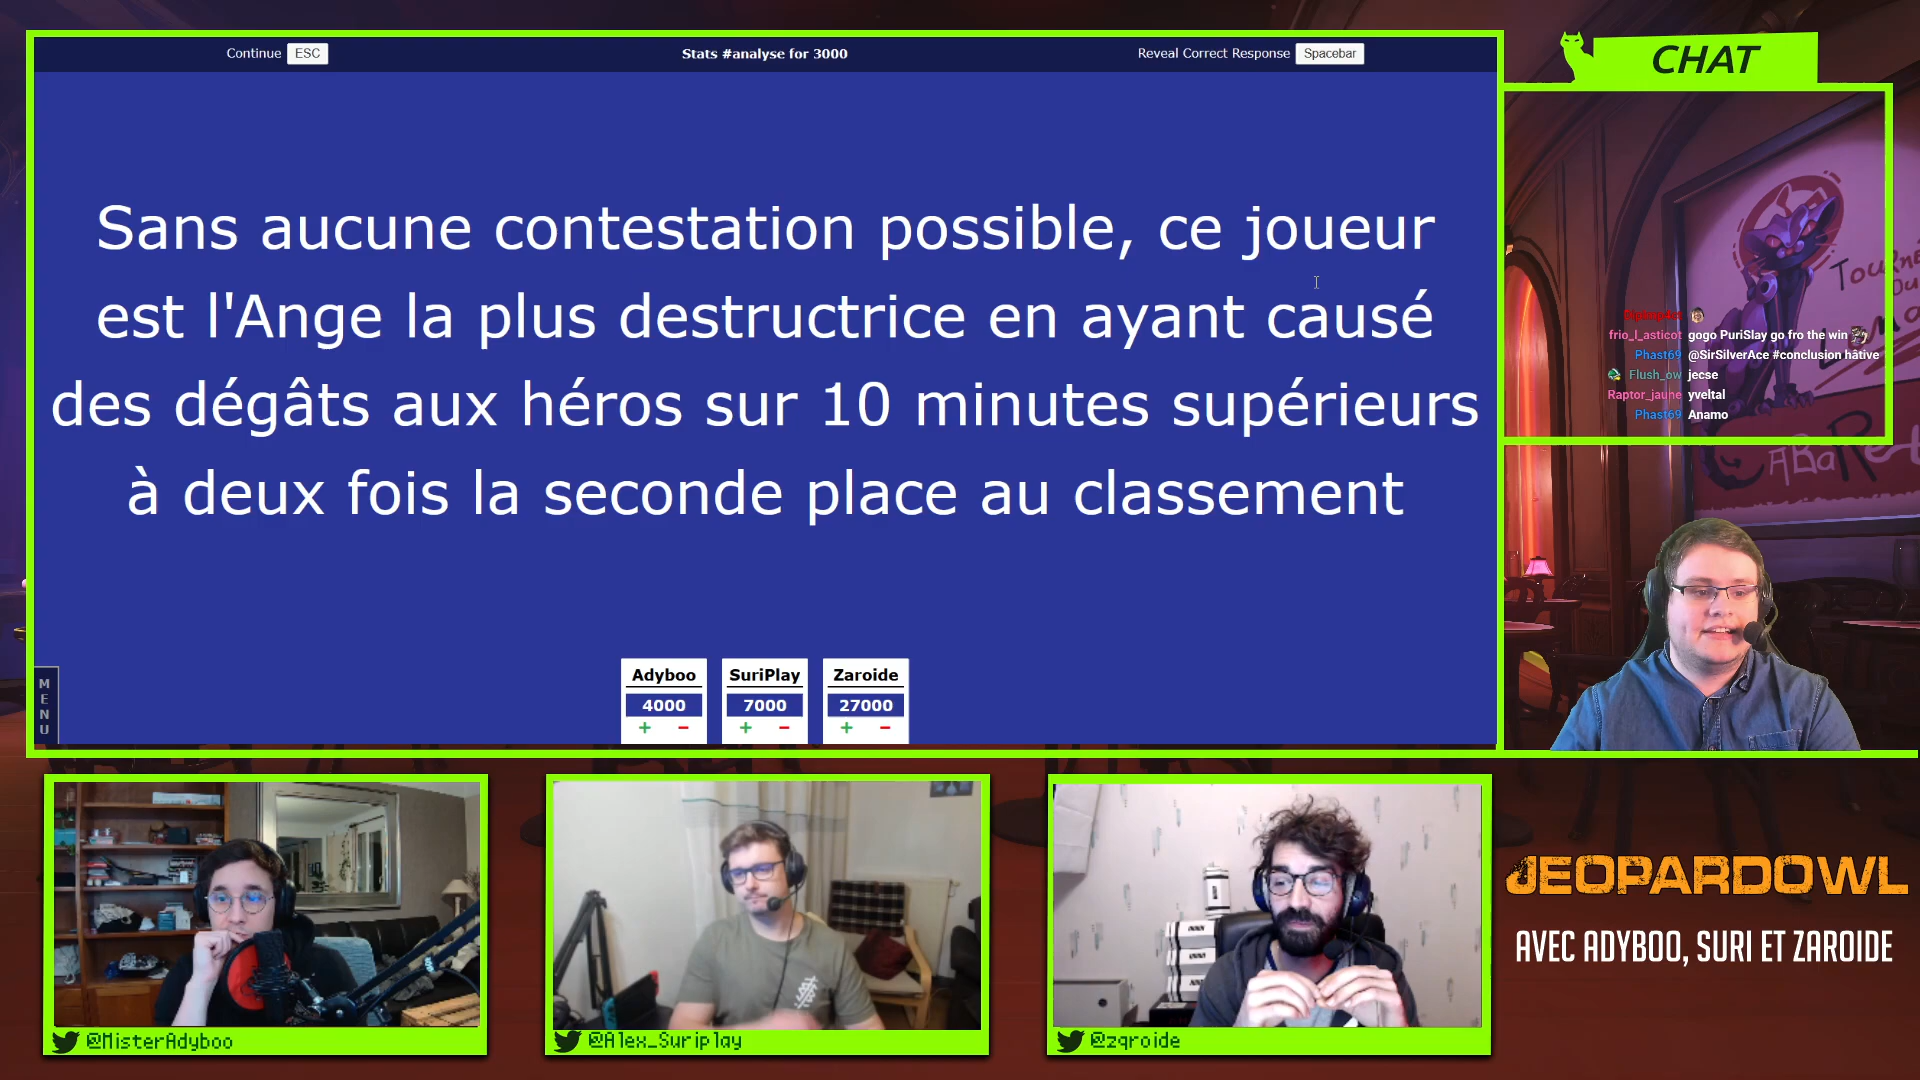 Continue ESC
Stats #analyse for 3000
Reveal Correct Response Spacebar
Sans aucune contestation possible, ce joueur
est l'Ange la plus destructrice en ayant causé
des dégâts aux héros sur 10 minutes supérieurs
à deux fois la seconde place au classement
MENU
Adyboo
4000
+ −
SuriPlay
7000
+ −
Zaroide
27000
+ −
CHAT
frio_l_asticot gogo PuriSlay go fro the win
Phast69 @SirSilverAce #conclusion hâtive
Flush_ow jecse
Raptor_jaune yveltal
Phast69 Anamo
@MisterAdyboo
@Alex_Suriplay
@zqroide
JEOPARDOWL
AVEC ADYBOO, SURI ET ZAROIDE